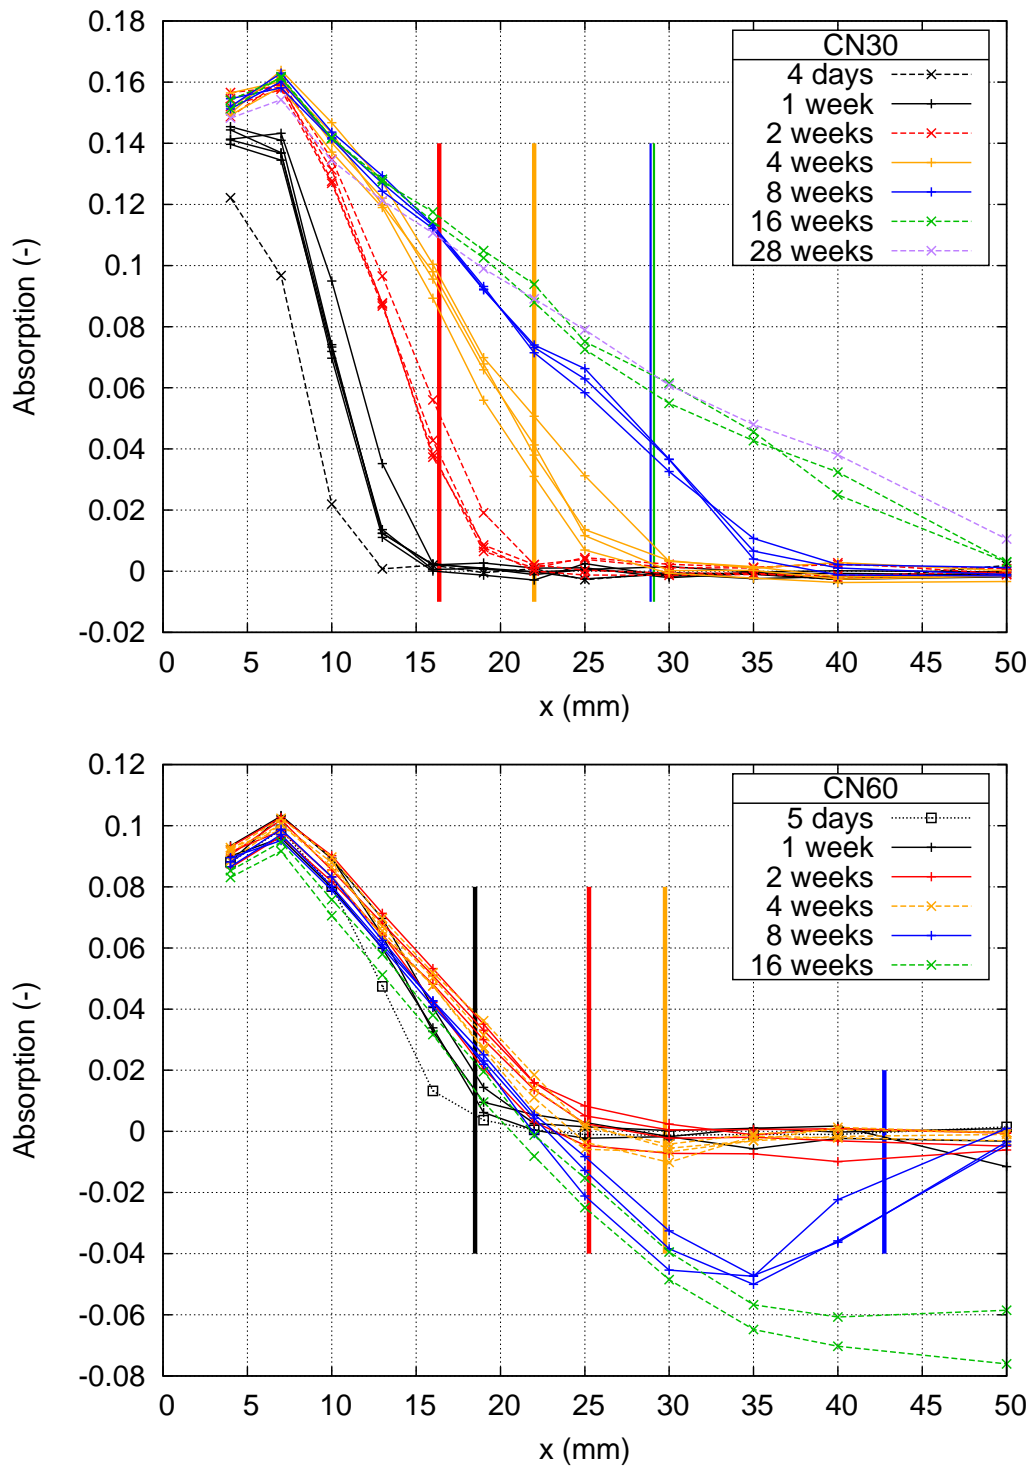 0.18
0.16
0.14
0.12
0.1
0.08
0.06
0.04
0.02
0
-0.02
Absorption (-)
CN30
4 days
1 week
2 weeks
4 weeks
8 weeks
16 weeks
28 weeks
0 5 10 15 20 25 30 35 40 45 50
x (mm)
0.12
0.1
0.08
0.06
0.04
0.02
0
-0.02
-0.04
-0.06
-0.08
Absorption (-)
CN60
5 days
1 week
2 weeks
4 weeks
8 weeks
16 weeks
0 5 10 15 20 25 30 35 40 45 50
x (mm)